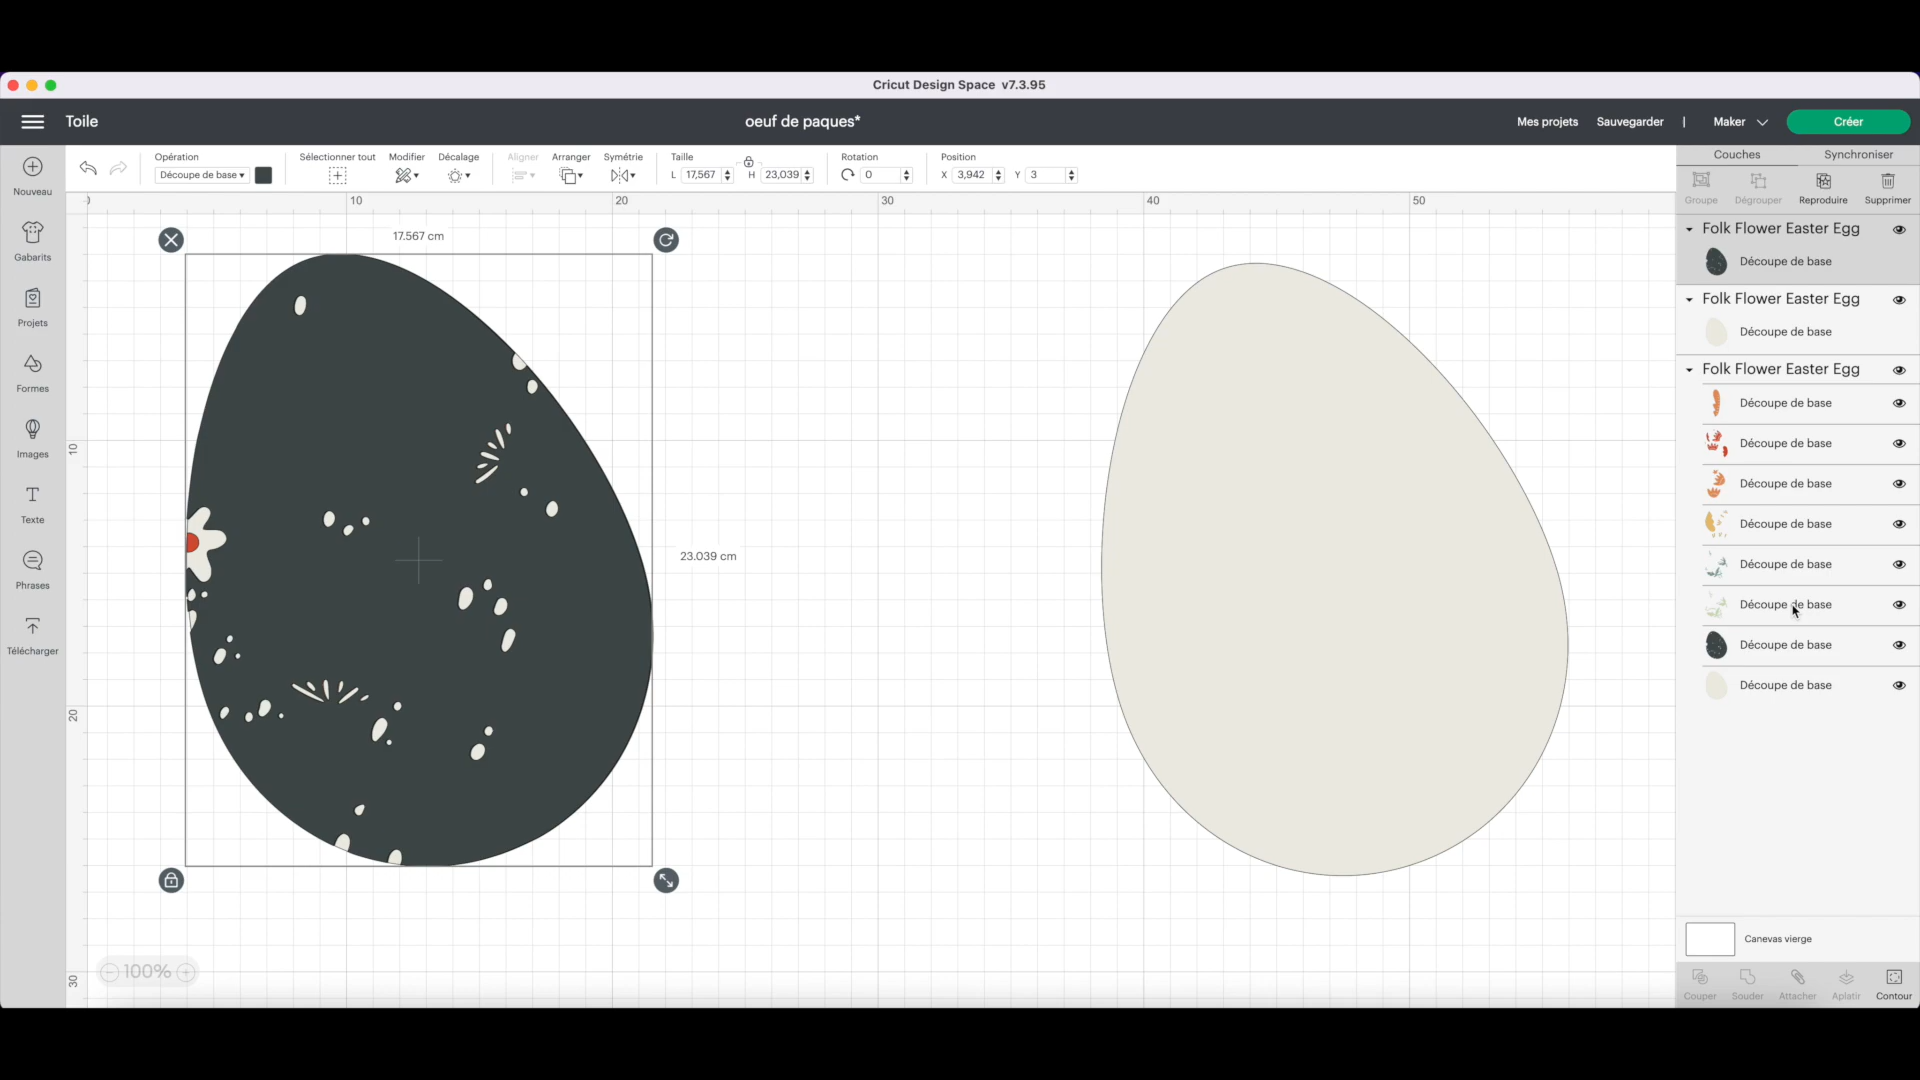 Cricut Design Space v7.3.95
Toile
oeuf de paques*
Mes projets
Sauvegarder
|
Maker
Créer
Nouveau
Gabarits
Projets
Formes
Images
Texte
Phrases
Télécharger
Opération
Découpe de base
Sélectionner tout
Modifier
Décalage
Aligner
Arranger
Symétrie
Taille
L 17,567
H 23,039
Rotation
0
Position
X 3,942
Y 3
10
20
30
40
50
10
20
30
17.567 cm
23.039 cm
100%
Couches
Synchroniser
Groupe
Dégrouper
Reproduire
Supprimer
Folk Flower Easter Egg
Découpe de base
Folk Flower Easter Egg
Découpe de base
Folk Flower Easter Egg
Découpe de base
Découpe de base
Découpe de base
Découpe de base
Découpe de base
Découpe de base
Découpe de base
Découpe de base
Canevas vierge
Couper
Souder
Attacher
Aplatir
Contour